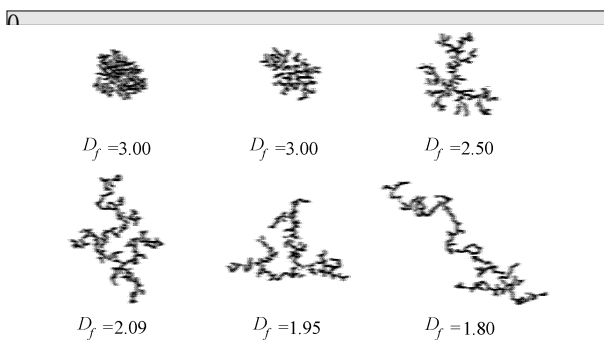 0
D_f =3.00
D_f =3.00
D_f =2.50
D_f =2.09
D_f =1.95
D_f =1.80